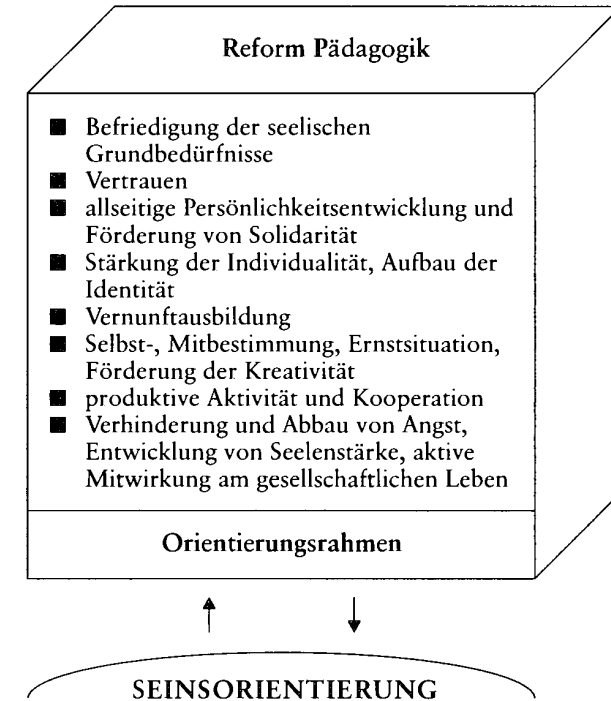 Reform Pädagogik
■ Befriedigung der seelischen
Grundbedürfnisse
■ Vertrauen
■ allseitige Persönlichkeitsentwicklung und
Förderung von Solidarität
■ Stärkung der Individualität, Aufbau der
Identität
■ Vernunftausbildung
■ Selbst-, Mitbestimmung, Ernstsituation,
Förderung der Kreativität
■ produktive Aktivität und Kooperation
■ Verhinderung und Abbau von Angst,
Entwicklung von Seelenstärke, aktive
Mitwirkung am gesellschaftlichen Leben
Orientierungsrahmen
SEINSORIENTIERUNG